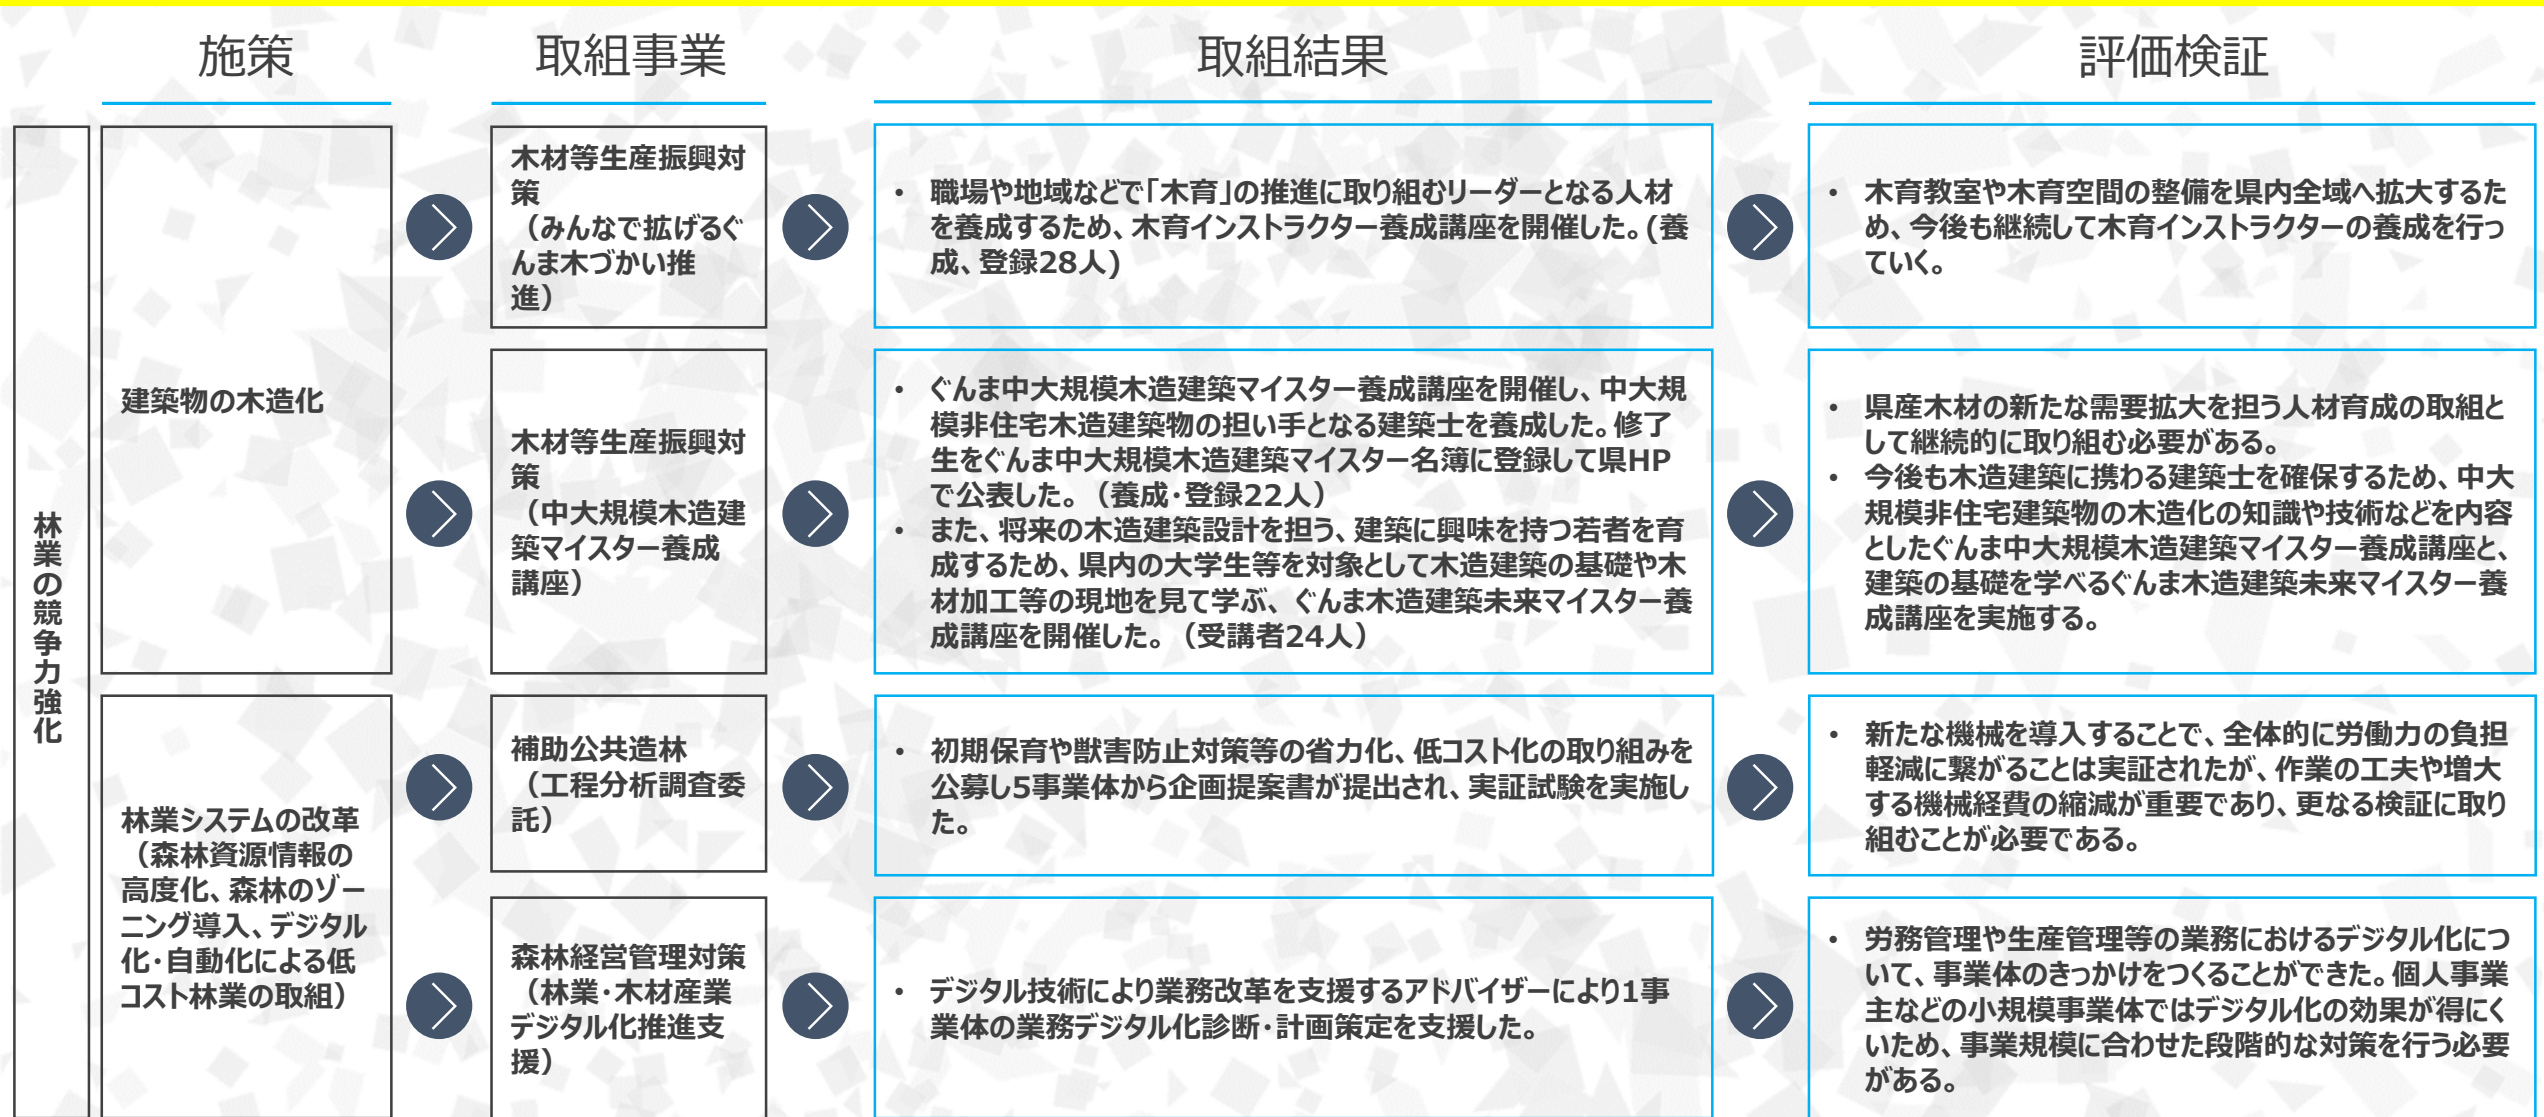 施策
取組事業
取組結果
評価検証
林業の競争力強化
建築物の木造化
木材等生産振興対
策
（みんなで拡げるぐ
んま木づかい推
進）
・ 職場や地域などで「木育」の推進に取り組むリーダーとなる人材
を養成するため、木育インストラクター養成講座を開催した。(養
成、登録28人)
・ 木育教室や木育空間の整備を県内全域へ拡大するた
め、今後も継続して木育インストラクターの養成を行っ
ていく。
木材等生産振興対
策
（中大規模木造建
築マイスター養成
講座）
・ ぐんま中大規模木造建築マイスター養成講座を開催し、中大規
模非住宅木造建築物の担い手となる建築士を養成した。修了
生をぐんま中大規模木造建築マイスター名簿に登録して県HP
で公表した。（養成・登録22人）
・ また、将来の木造建築設計を担う、建築に興味を持つ若者を育
成するため、県内の大学生等を対象として木造建築の基礎や木
材加工等の現地を見て学ぶ、ぐんま木造建築未来マイスター養
成講座を開催した。（受講者24人）
・ 県産木材の新たな需要拡大を担う人材育成の取組と
して継続的に取り組む必要がある。
・ 今後も木造建築に携わる建築士を確保するため、中大
規模非住宅建築物の木造化の知識や技術などを内容
としたぐんま中大規模木造建築マイスター養成講座と、
建築の基礎を学べるぐんま木造建築未来マイスター養
成講座を実施する。
林業システムの改革
（森林資源情報の
高度化、森林のゾー
ニング導入、デジタル
化・自動化による低
コスト林業の取組）
補助公共造林
（工程分析調査委
託）
・ 初期保育や獣害防止対策等の省力化、低コスト化の取り組みを
公募し5事業体から企画提案書が提出され、実証試験を実施し
た。
・ 新たな機械を導入することで、全体的に労働力の負担
軽減に繋がることは実証されたが、作業の工夫や増大
する機械経費の縮減が重要であり、更なる検証に取り
組むことが必要である。
森林経営管理対策
（林業・木材産業
デジタル化推進支
援）
・ デジタル技術により業務改革を支援するアドバイザーにより1事
業体の業務デジタル化診断・計画策定を支援した。
・ 労務管理や生産管理等の業務におけるデジタル化につ
いて、事業体のきっかけをつくることができた。個人事業
主などの小規模事業体ではデジタル化の効果が得にく
いため、事業規模に合わせた段階的な対策を行う必要
がある。